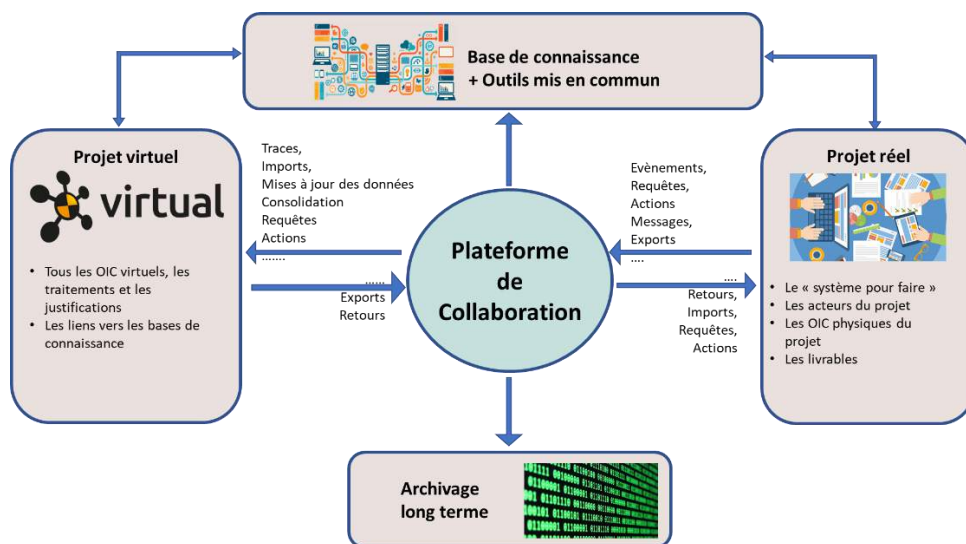 Base de connaissance
+ Outils mis en commun
Projet virtuel
virtual
• Tous les OIC virtuels, les
traitements et les
justifications
• Les liens vers les bases de
connaissance
Traces,
Imports,
Mises à jour des données
Consolidation
Requêtes
Actions
.......
......
Exports
Retours
Plateforme
de
Collaboration
Evènements,
Requêtes,
Actions
Messages,
Exports
....
....
Retours,
Imports,
Requêtes,
Actions
Projet réel
• Le « système pour faire »
• Les acteurs du projet
• Les OIC physiques du
projet
• Les livrables
Archivage
long terme